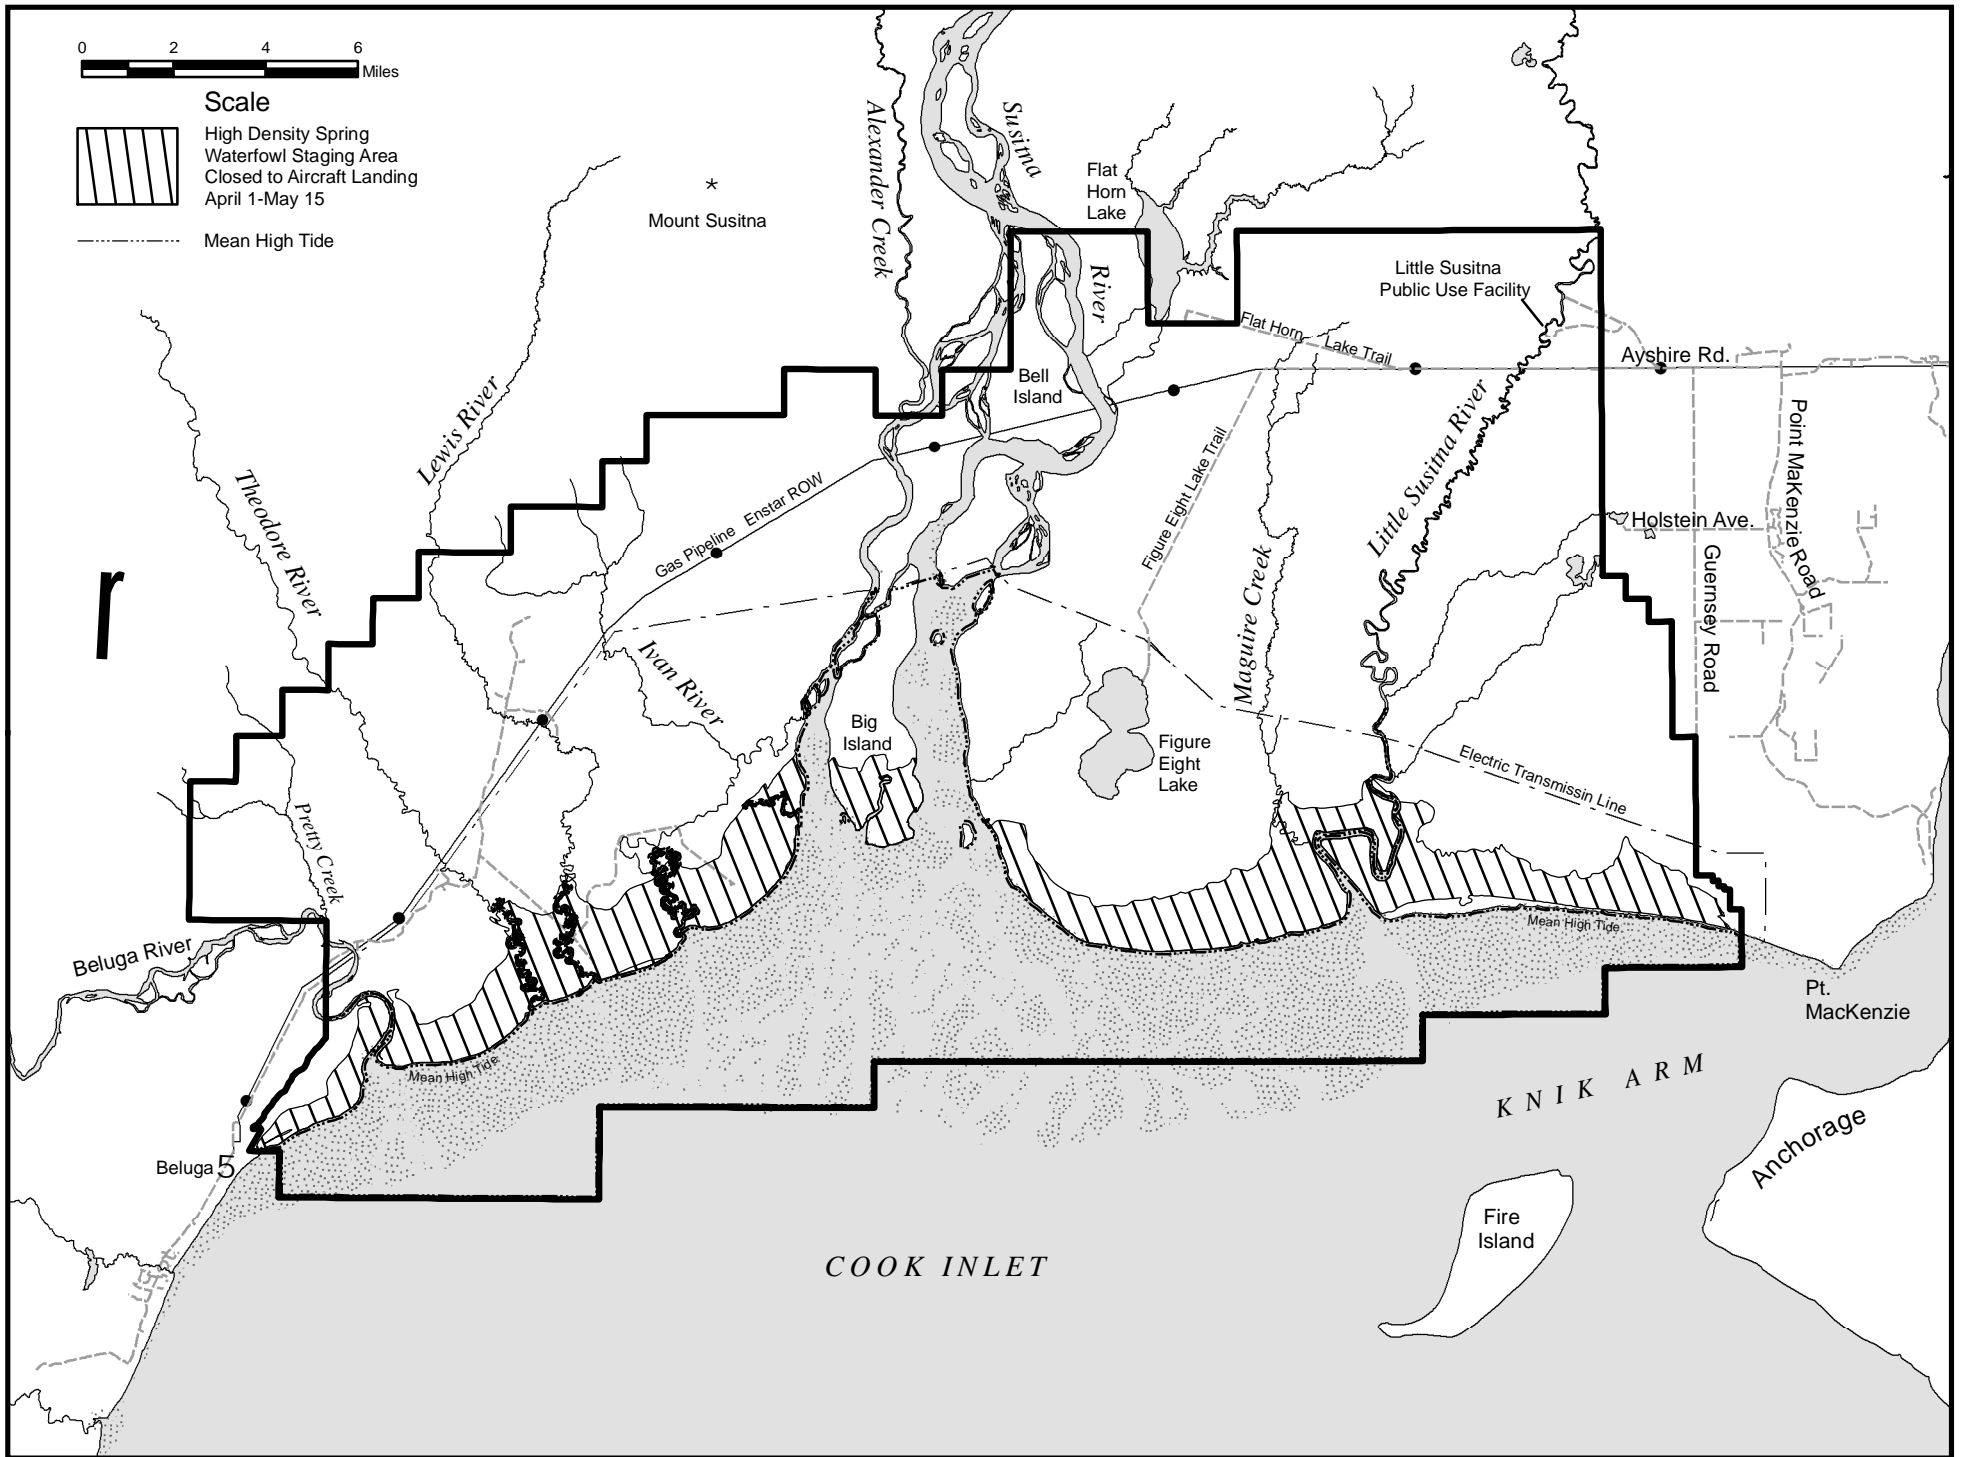 0 2 4 6
Miles
Scale
High Density Spring
Waterfowl Staging Area
Closed to Aircraft Landing
April 1-May 15
Mean High Tide
*
Mount Susitna
Alexander Creek
Susitna
River
Flat
Horn
Lake
Little Susitna
Public Use Facility
Flat Horn Lake Trail
Ayshire Rd.
Bell
Island
Lewis River
Theodore River
Gas Pipeline Enstar ROW
Figure Eight Lake Trail
Little Susitna River
Point MaKenzie Road
Holstein Ave.
Guernsey Road
Maguire Creek
r
Ivan River
Big
Island
Figure
Eight
Lake
Electric Transmissin Line
Pretty Creek
Beluga River
Mean High Tide
Mean High Tide
Pt.
MacKenzie
KNIK ARM
Beluga 5
Anchorage
Fire
Island
COOK INLET